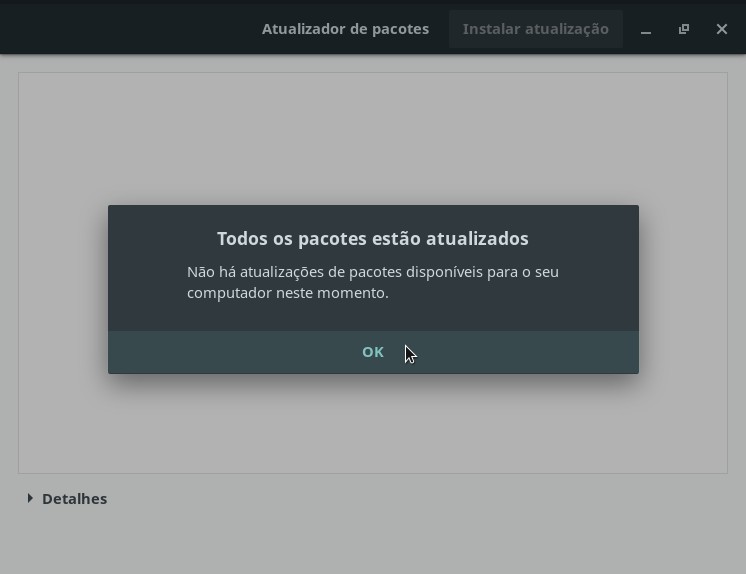 Atualizador de pacotes
Instalar atualização
Todos os pacotes estão atualizados
Não há atualizações de pacotes disponíveis para o seu
computador neste momento.
OK
Detalhes